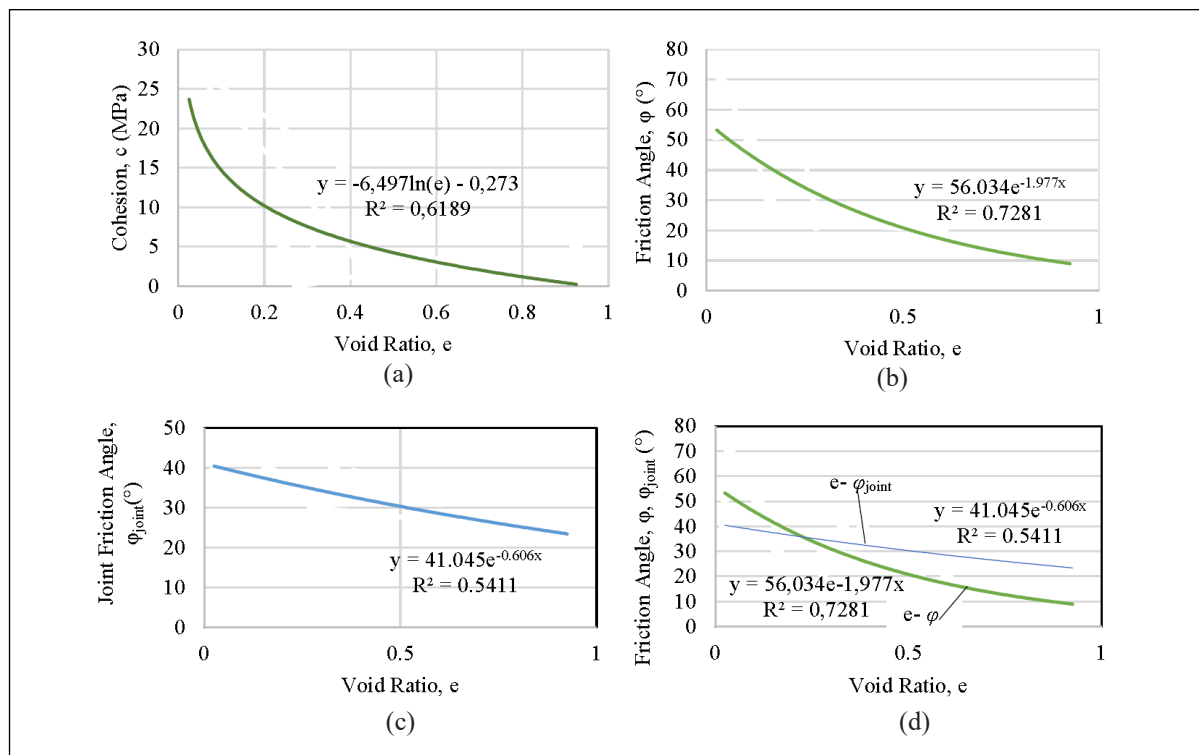 30
25
20
15
10
5
0
Cohesion, c (MPa)
y = -6,497ln(e) - 0,273
R² = 0,6189
0 0.2 0.4 0.6 0.8 1
Void Ratio, e
(a)
80
70
60
50
40
30
20
10
0
Friction Angle, φ (°)
y = 56.034e^-1.977x
R² = 0.7281
0 0.5 1
Void Ratio, e
(b)
50
40
30
20
10
0
Joint Friction Angle,
φjoint(°)
y = 41.045e^-0.606x
R² = 0.5411
0 0.5 1
Void Ratio, e
(c)
80
70
60
50
40
30
20
10
0
Friction Angle, φ, φjoint (°)
e- φjoint
y = 41.045e^-0.606x
R² = 0.5411
y = 56,034e-1,977x
R² = 0,7281
e- φ
0 0.5 1
Void Ratio, e
(d)